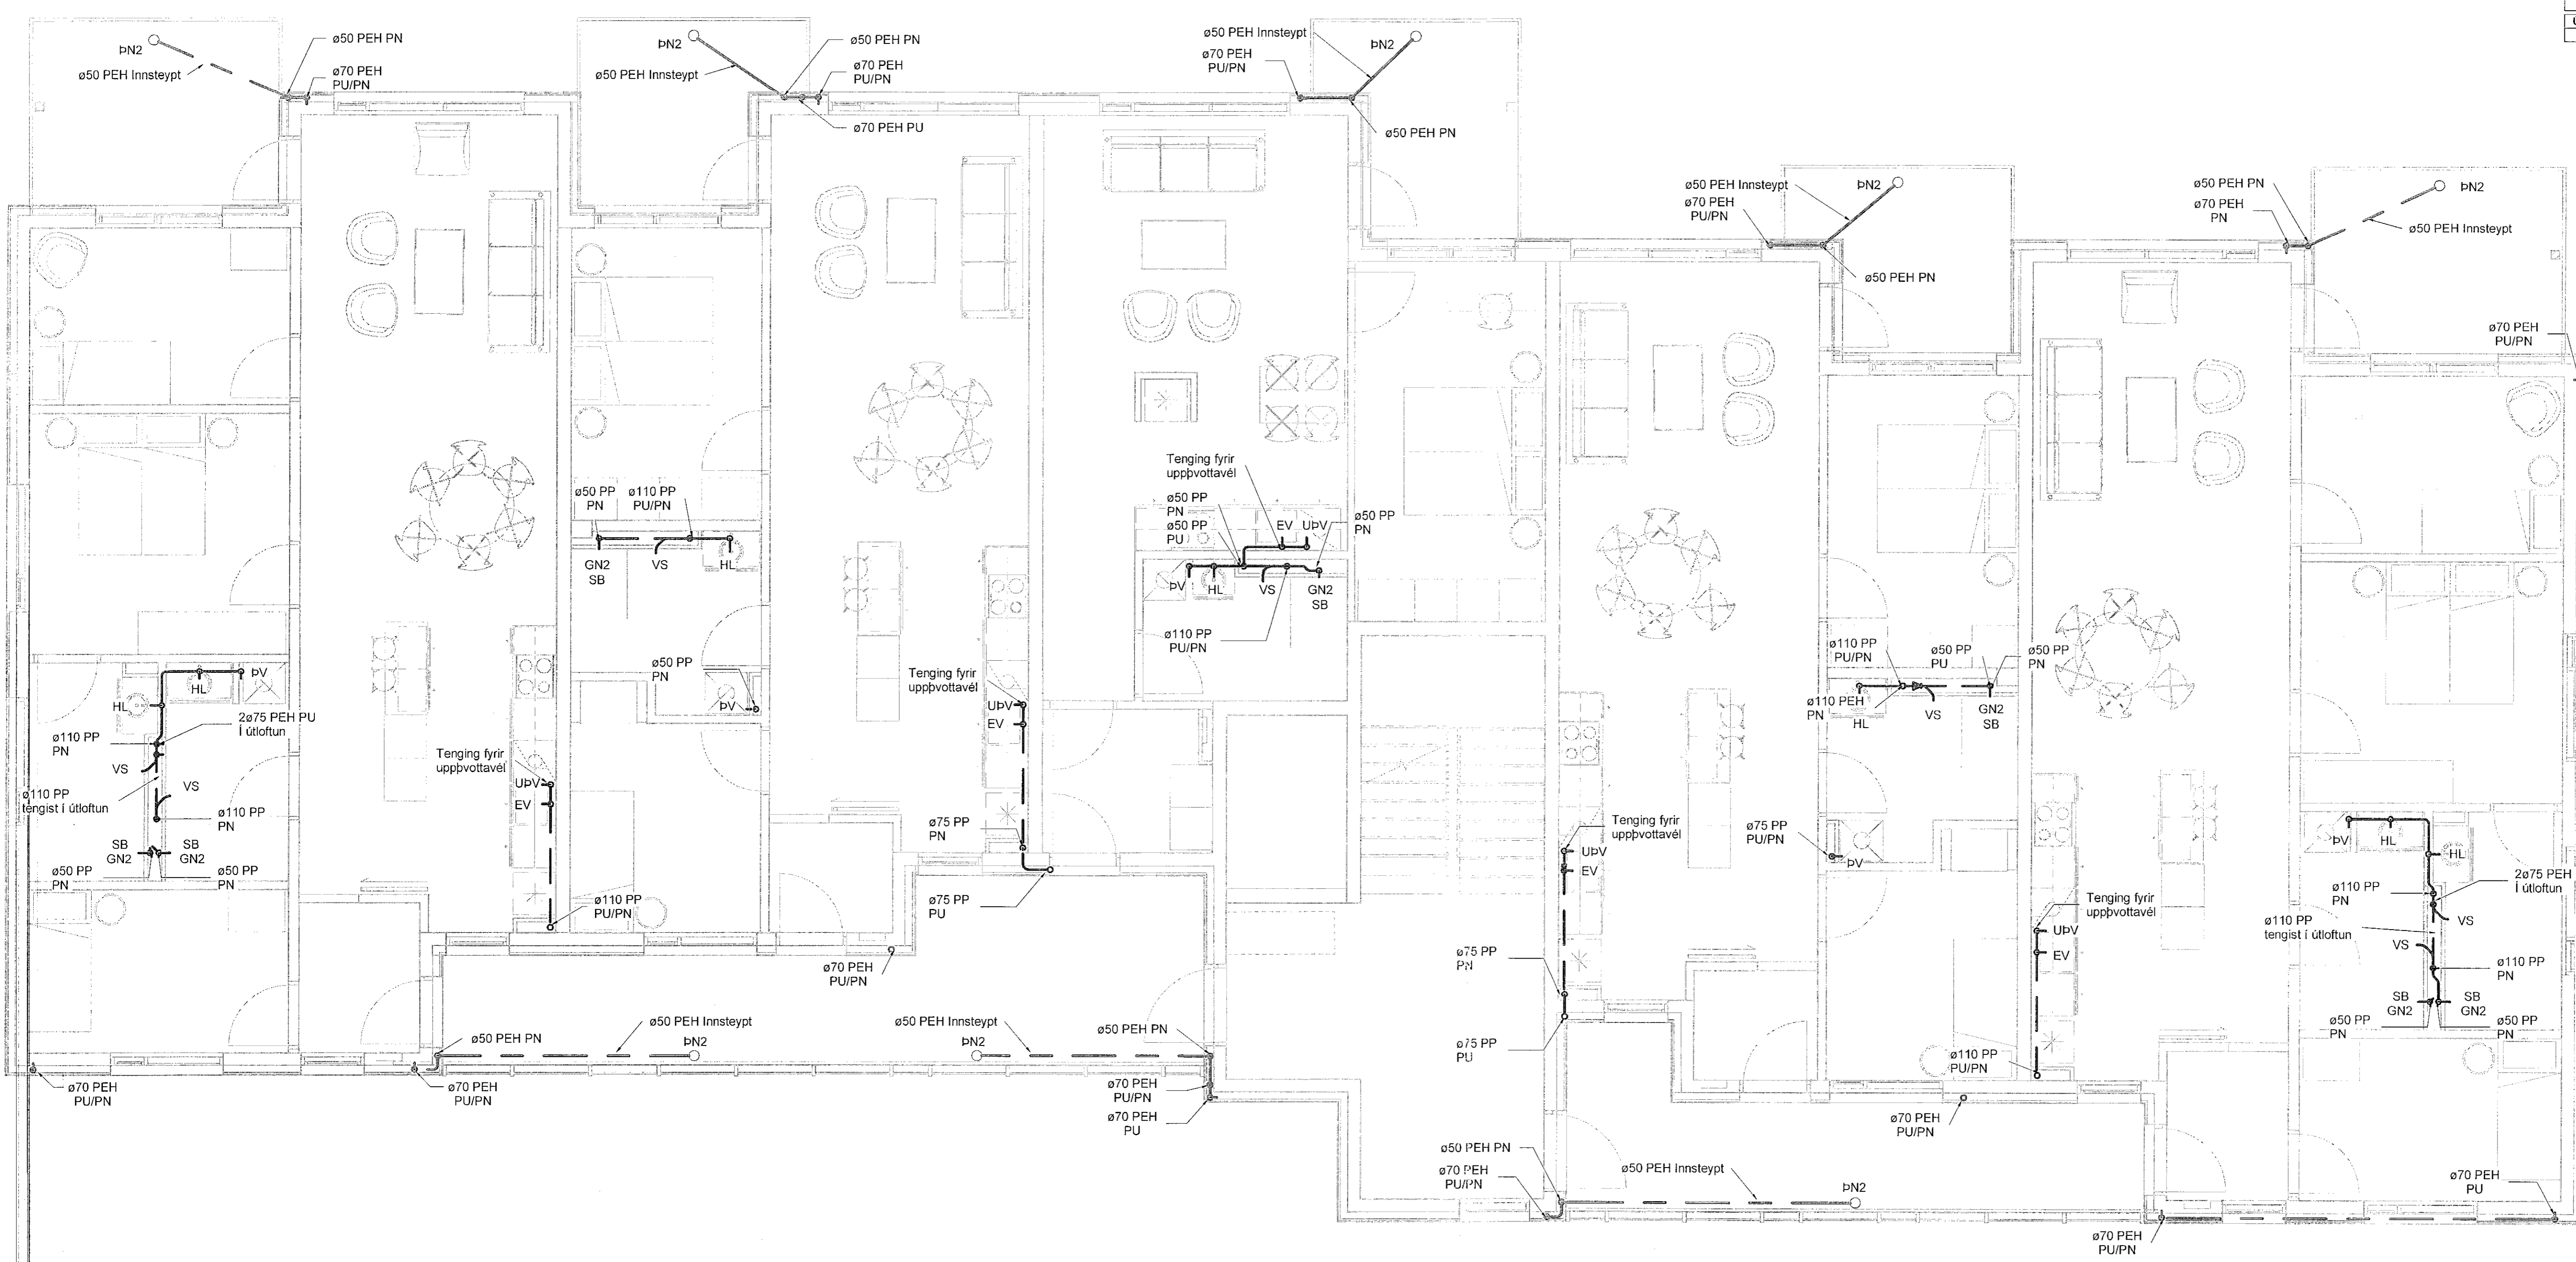 ÞN2
ø50 PEH PN
ø50 PEH Innsteypt
ø70 PEH
PU/PN
ÞN2
ø50 PEH PN
ø50 PEH Innsteypt
ø70 PEH
PU/PN
ø70 PEH PU
ø50 PEH Innsteypt
ÞN2
ø70 PEH
PU/PN
ø50 PEH PN
ø50 PEH Innsteypt
ÞN2
ø70 PEH
PU/PN
ø50 PEH PN
ø50 PEH PN
ÞN2
ø70 PEH
PN
ø50 PEH Innsteypt
ø70 PEH
PU/PN
ø50 PP
PN
ø110 PP
PU/PN
GN2
SB
VS
HL
Tenging fyrir
uppþvottavél
ø50 PP
PN
ø50 PP
PU
EV
UÞV
ø50 PP
PN
ÞV
HL
VS
GN2
SB
ø110 PP
PU/PN
ø50 PP
PN
ÞV
Tenging fyrir
uppþvottavél
UÞV
EV
ø110 PP
PU/PN
ø50 PP
PU
ø50 PP
PN
ø110 PEH
PN
HL
VS
GN2
SB
HL
ÞV
HL
2ø75 PEH PU
Í útloftun
ø110 PP
PN
VS
VS
ø110 PP
tengist í útloftun
ø110 PP
PN
SB
GN2
SB
GN2
ø50 PP
PN
ø50 PP
PN
Tenging fyrir
uppþvottavél
UÞV
EV
ø110 PP
PU/PN
ø75 PP
PN
ø75 PP
PU
Tenging fyrir
uppþvottavél
UÞV
EV
ø75 PP
PU/PN
ÞV
ø75 PP
PN
ø75 PP
PU
Tenging fyrir
uppþvottavél
UÞV
EV
ø110 PP
PU/PN
ÞV
HL
HL
2ø75 PEH
Í útloftun
ø110 PP
PN
VS
ø110 PP
tengist í útloftun
VS
ø110 PP
PN
SB
GN2
SB
GN2
ø50 PP
PN
ø50 PP
PN
ø70 PEH
PU/PN
ø50 PEH PN
ø50 PEH Innsteypt
ÞN2
ø50 PEH Innsteypt
ÞN2
ø50 PEH PN
ø70 PEH
PU/PN
ø70 PEH
PU/PN
ø70 PEH
PU/PN
ø70 PEH
PU
ø70 PEH
PU/PN
ø50 PEH PN
ø70 PEH
PU/PN
ø50 PEH Innsteypt
ÞN2
ø70 PEH
PU
ø70 PEH
PU/PN